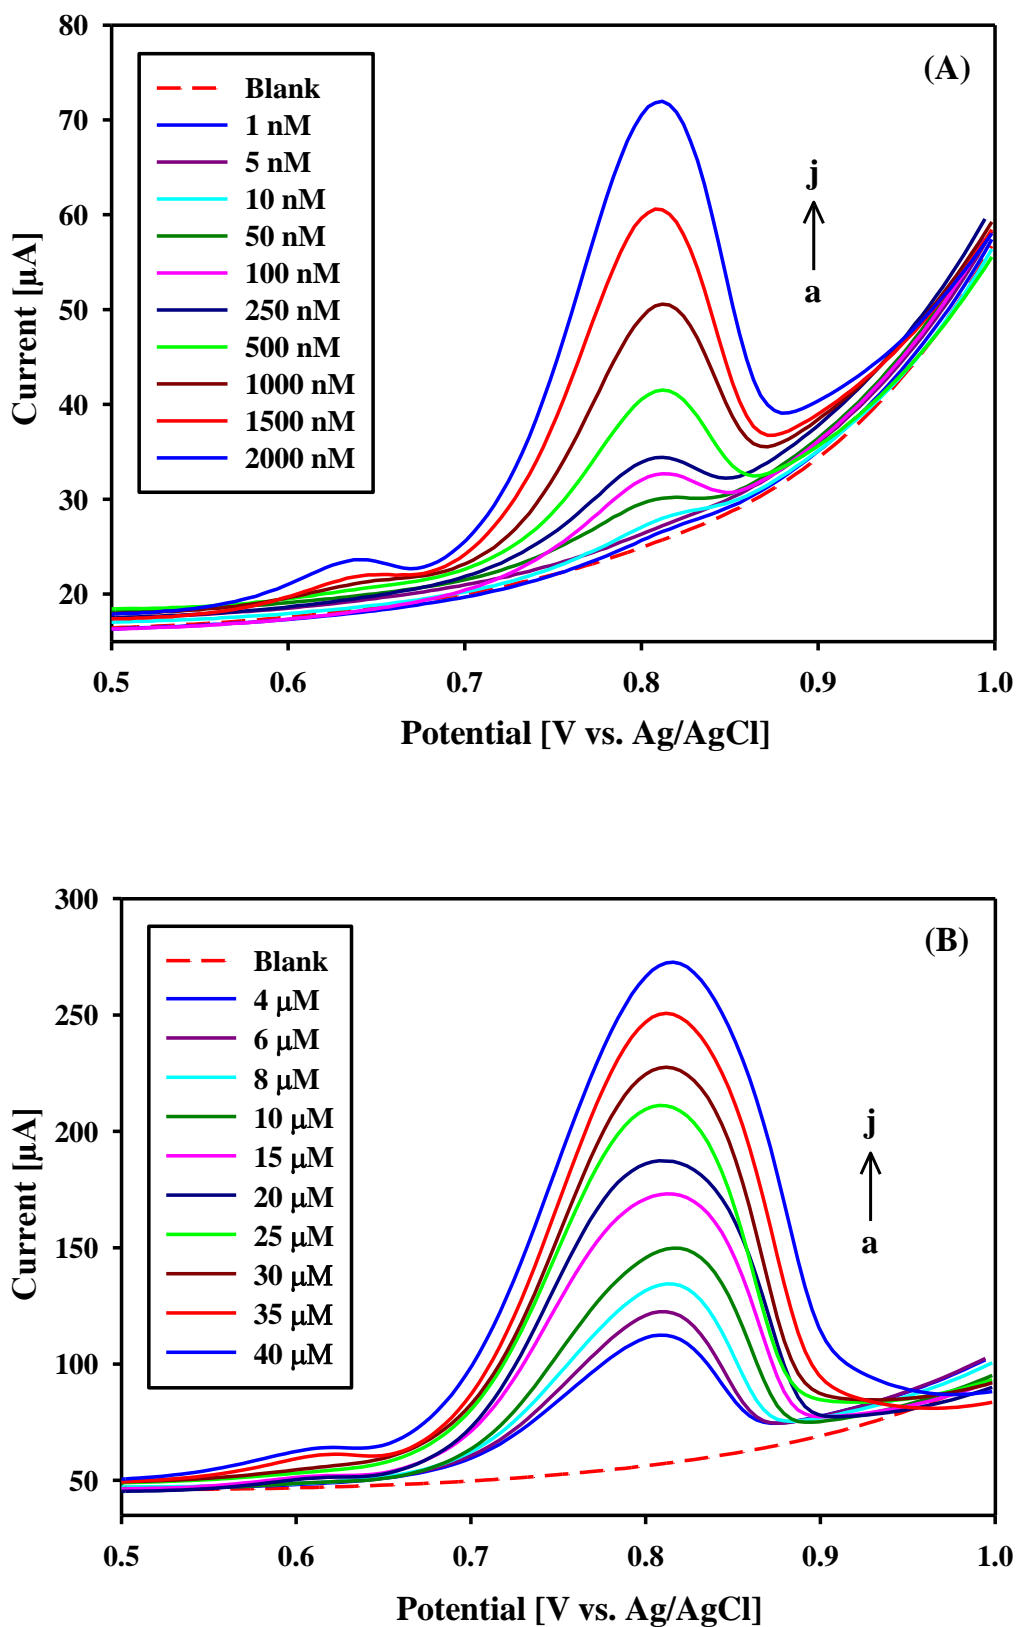 80
70
60
50
40
30
20
Current [µA]
(A)
Blank
1 nM
5 nM
10 nM
50 nM
100 nM
250 nM
500 nM
1000 nM
1500 nM
2000 nM
j
a
0.5 0.6 0.7 0.8 0.9 1.0
Potential [V vs. Ag/AgCl]
300
250
200
150
100
50
Current [µA]
(B)
Blank
4 µM
6 µM
8 µM
10 µM
15 µM
20 µM
25 µM
30 µM
35 µM
40 µM
j
a
0.5 0.6 0.7 0.8 0.9 1.0
Potential [V vs. Ag/AgCl]